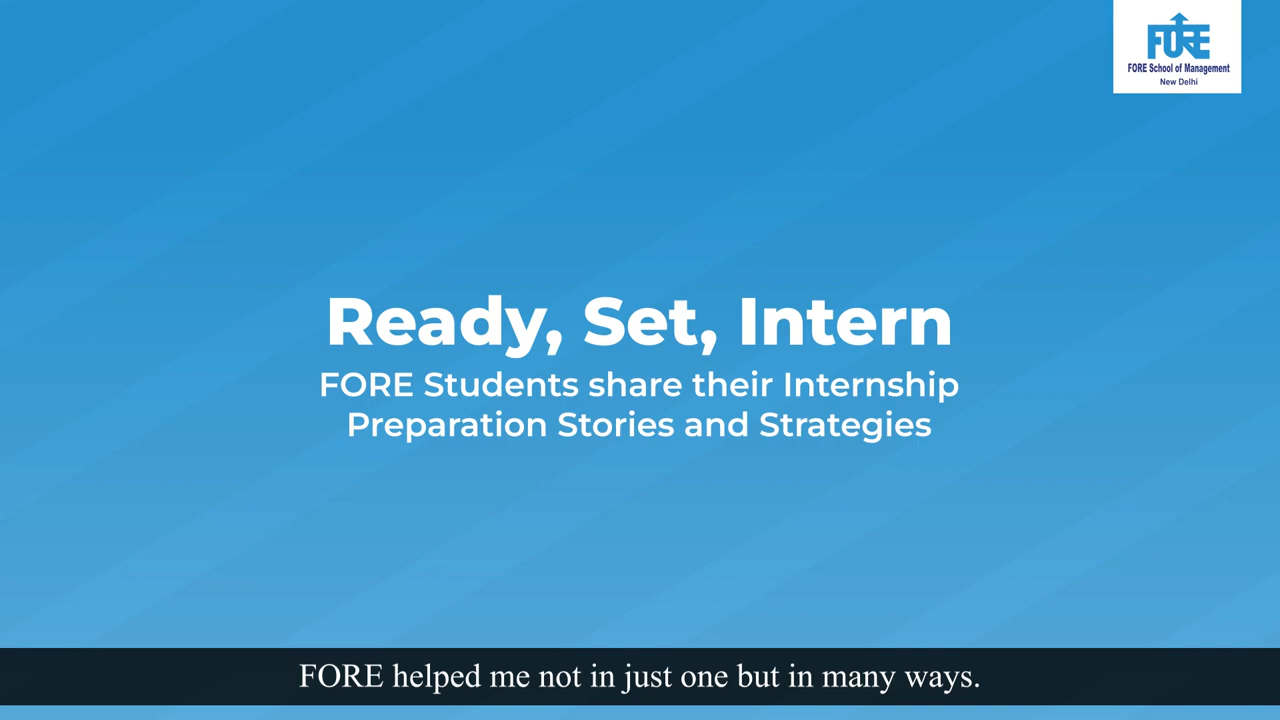 FORE
FORE School of Management
New Delhi
Ready, Set, Intern
FORE Students share their Internship
Preparation Stories and Strategies
FORE helped me not in just one but in many ways.